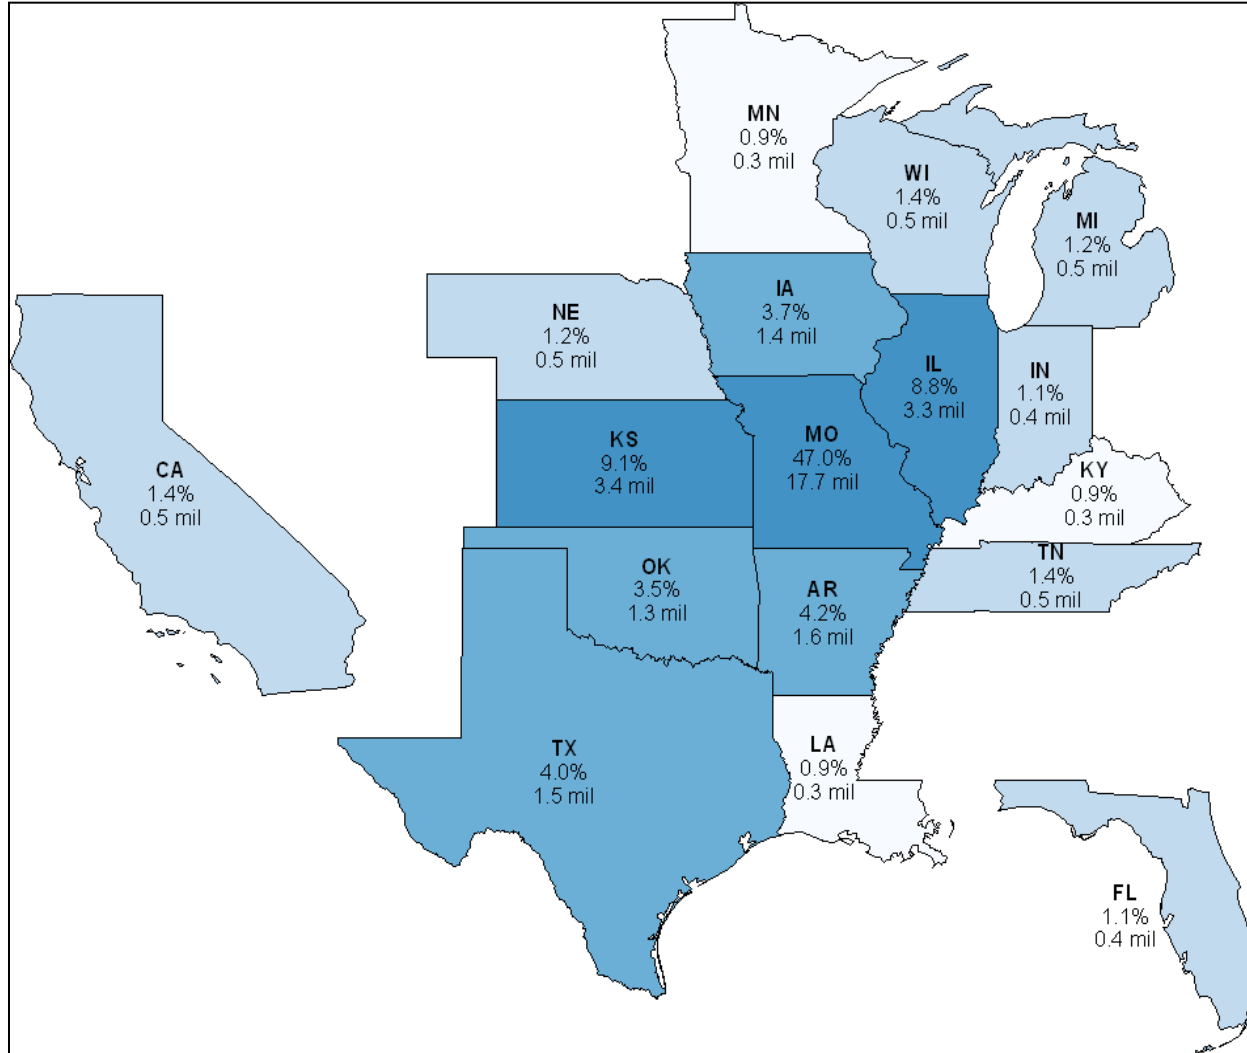 MN
0.9%
0.3 mil
WI
1.4%
0.5 mil
MI
1.2%
0.5 mil
IA
3.7%
1.4 mil
NE
1.2%
0.5 mil
IL
8.8%
3.3 mil
IN
1.1%
0.4 mil
KS
9.1%
3.4 mil
MO
47.0%
17.7 mil
CA
1.4%
0.5 mil
KY
0.9%
0.3 mil
TN
1.4%
0.5 mil
OK
3.5%
1.3 mil
AR
4.2%
1.6 mil
TX
4.0%
1.5 mil
LA
0.9%
0.3 mil
FL
1.1%
0.4 mil